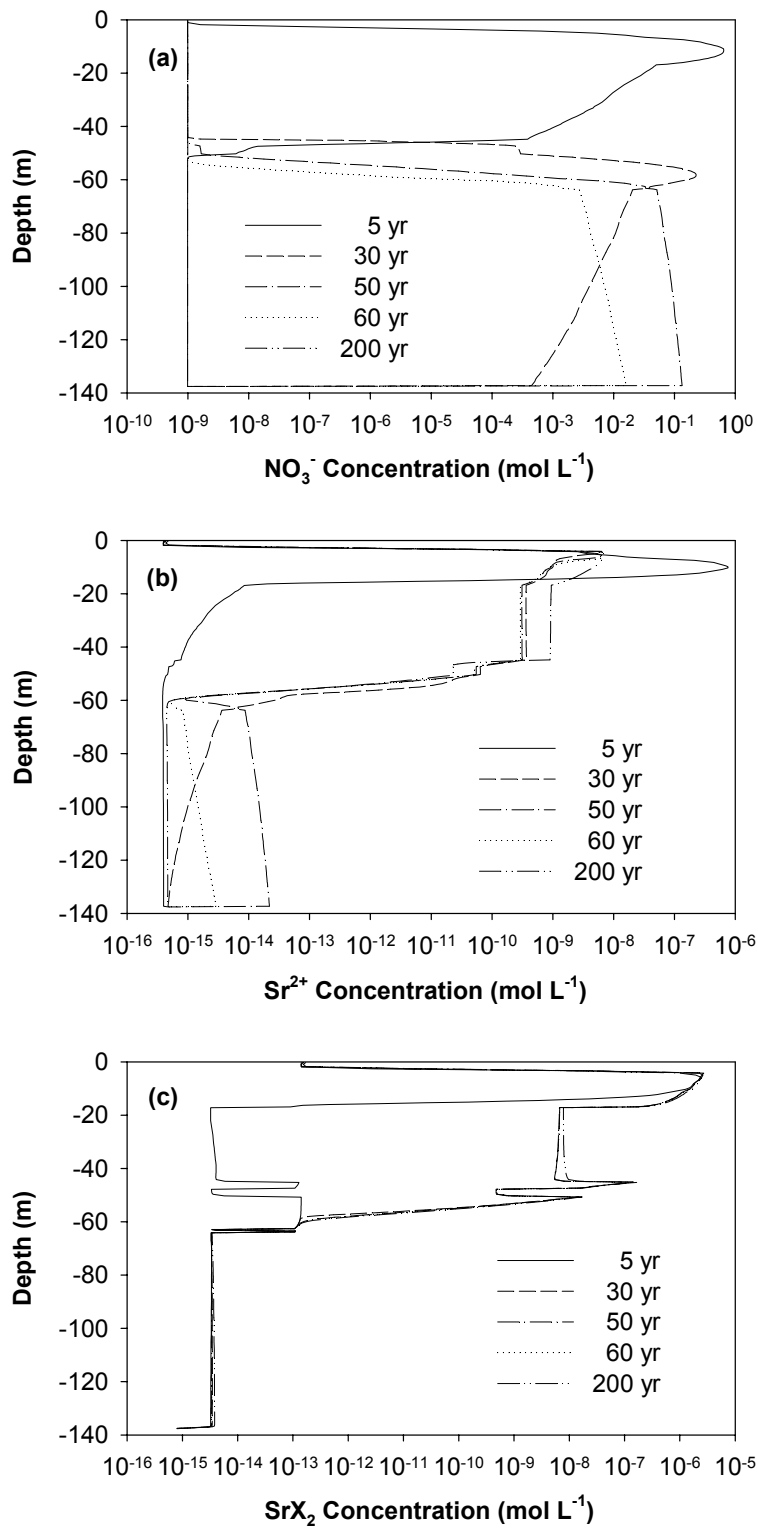 (a)
0
-20
-40
-60
-80
-100
-120
-140
Depth (m)
5 yr
30 yr
50 yr
60 yr
200 yr
10⁻¹⁰ 10⁻⁹ 10⁻⁸ 10⁻⁷ 10⁻⁶ 10⁻⁵ 10⁻⁴ 10⁻³ 10⁻² 10⁻¹ 10⁰
NO₃⁻ Concentration (mol L⁻¹)
(b)
0
-20
-40
-60
-80
-100
-120
-140
Depth (m)
5 yr
30 yr
50 yr
60 yr
200 yr
10⁻¹⁶ 10⁻¹⁵ 10⁻¹⁴ 10⁻¹³ 10⁻¹² 10⁻¹¹ 10⁻¹⁰ 10⁻⁹ 10⁻⁸ 10⁻⁷ 10⁻⁶
Sr²⁺ Concentration (mol L⁻¹)
(c)
0
-20
-40
-60
-80
-100
-120
-140
Depth (m)
5 yr
30 yr
50 yr
60 yr
200 yr
10⁻¹⁶ 10⁻¹⁵ 10⁻¹⁴ 10⁻¹³ 10⁻¹² 10⁻¹¹ 10⁻¹⁰ 10⁻⁹ 10⁻⁸ 10⁻⁷ 10⁻⁶ 10⁻⁵
SrX₂ Concentration (mol L⁻¹)